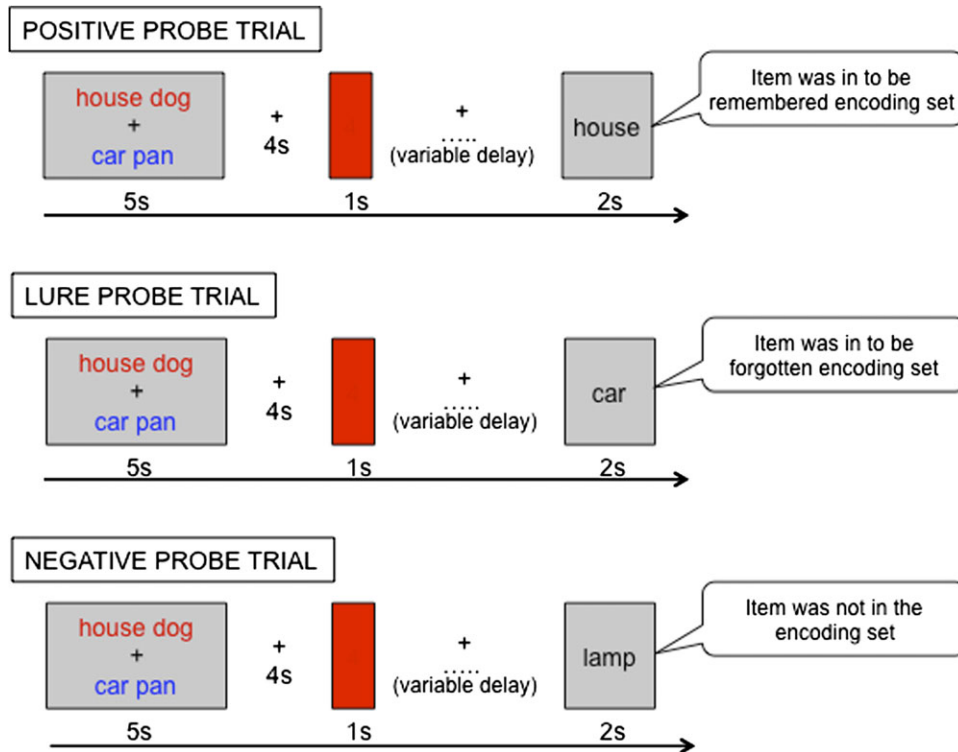 POSITIVE PROBE TRIAL
house dog
+
car pan
+
4s
+
.....
(variable delay)
house
Item was in to be
remembered encoding set
5s
1s
2s
LURE PROBE TRIAL
house dog
+
car pan
+
4s
+
.....
(variable delay)
car
Item was in to be
forgotten encoding set
5s
1s
2s
NEGATIVE PROBE TRIAL
house dog
+
car pan
+
4s
+
.....
(variable delay)
lamp
Item was not in the
encoding set
5s
1s
2s